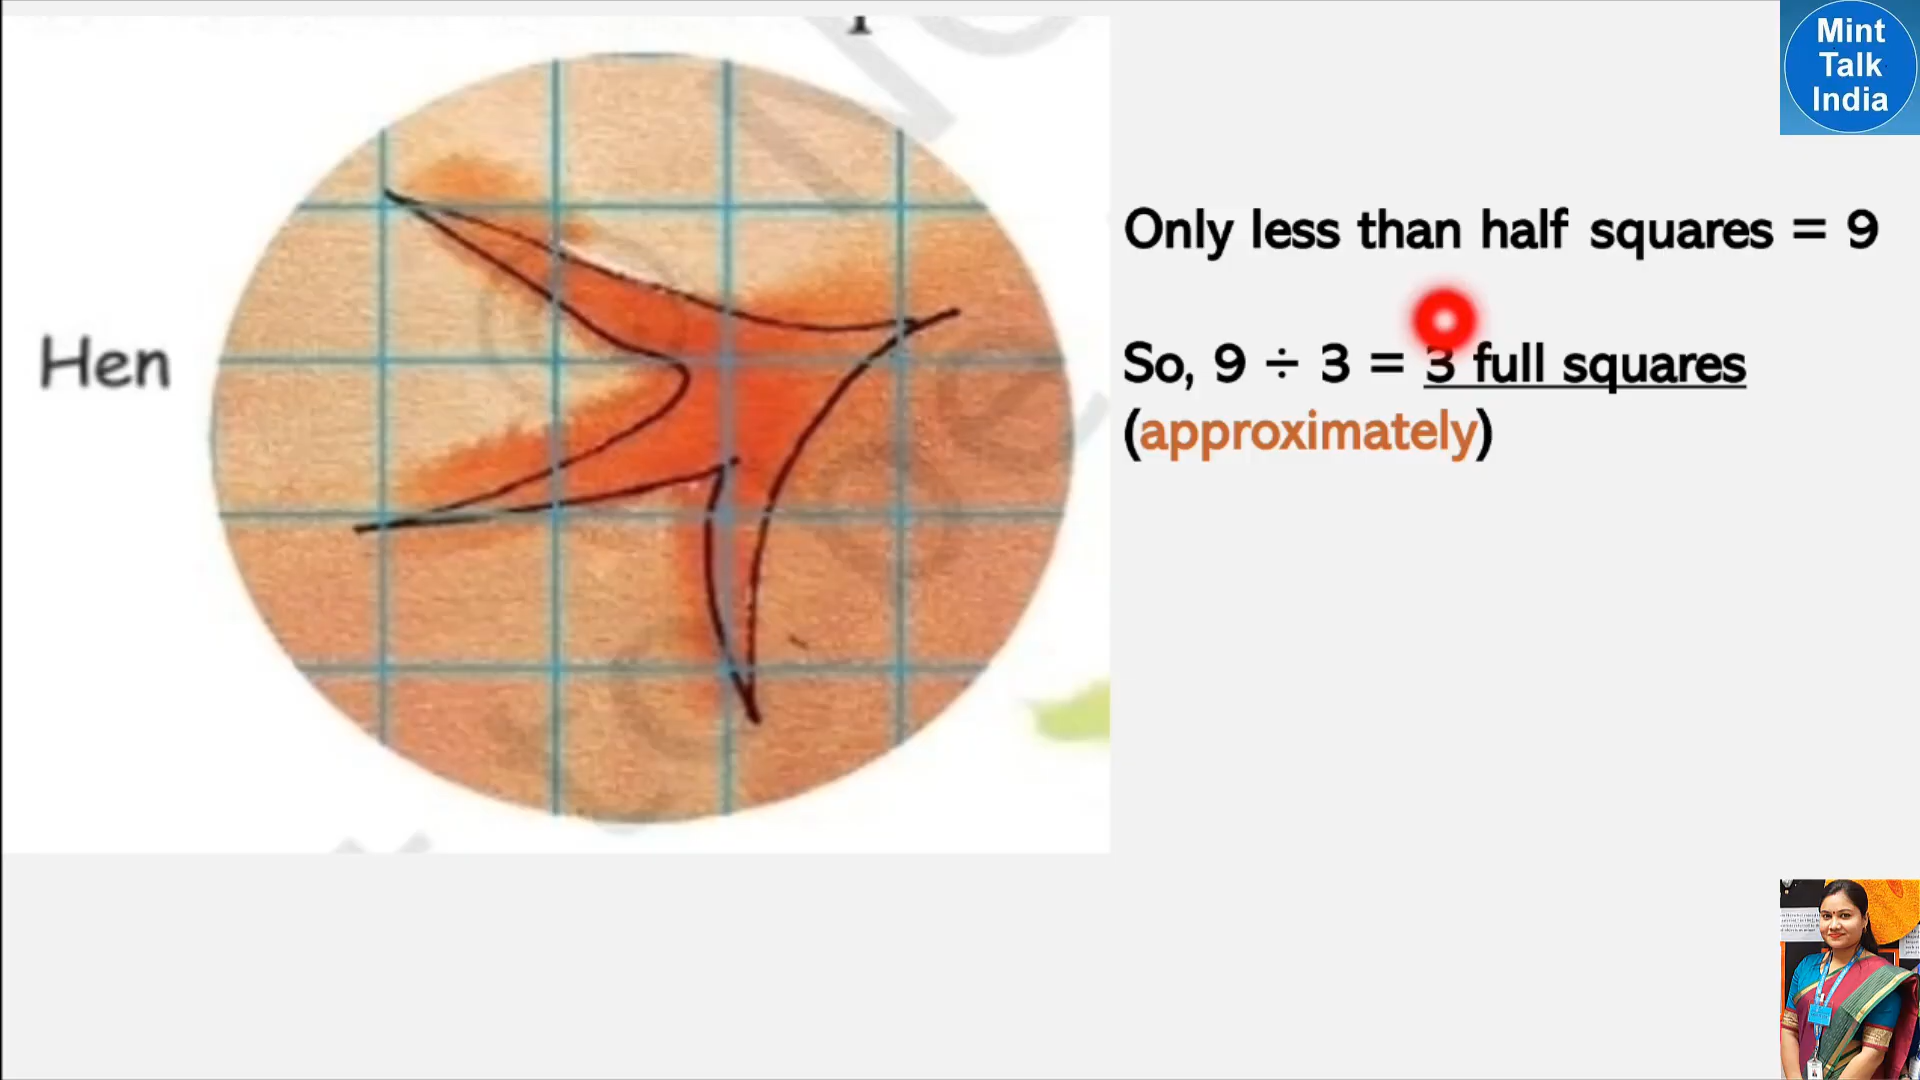 Mint
Talk
India
Only less than half squares = 9
So, 9 ÷ 3 = 3 full squares
(approximately)
Hen